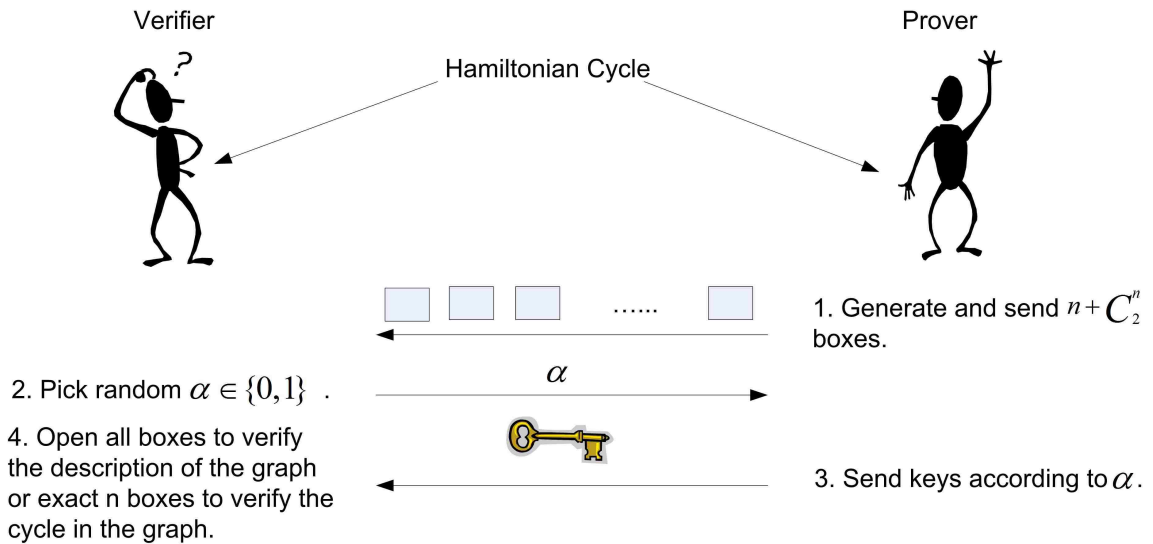 Verifier
Prover
?
Hamiltonian Cycle
......
1. Generate and send n + C₂ⁿ
boxes.
α
2. Pick random α ∈ {0,1} .
4. Open all boxes to verify
the description of the graph
or exact n boxes to verify the
cycle in the graph.
3. Send keys according to α.